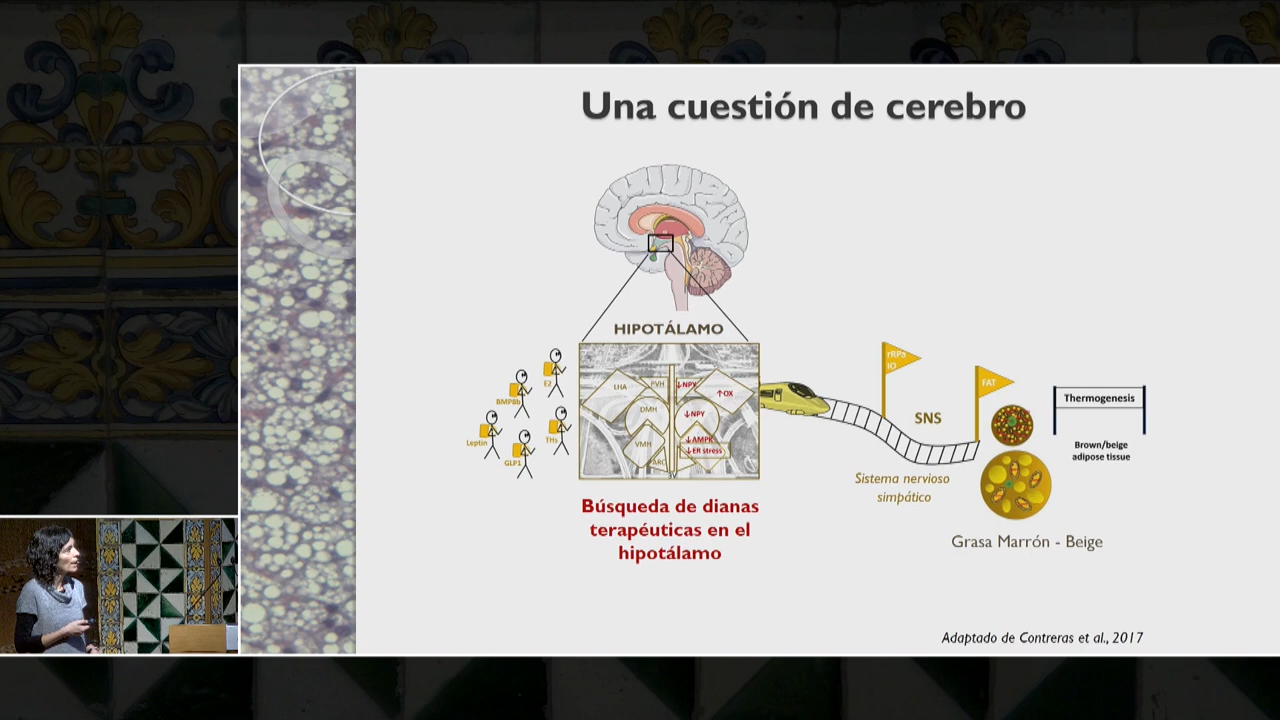 Una cuestión de cerebro
HIPOTÁLAMO
E2
BMP8b
Leptin
THs
GLP1
LHA
PVH
DMH
VMH
ARC
↓NPY
↑OX
↓NPY
↓AMPK
↓ER stress
rRPa
IO
SNS
FAT
Thermogenesis
Brown/beige
adipose tissue
Sistema nervioso
simpático
Grasa Marrón - Beige
Búsqueda de dianas
terapéuticas en el
hipotálamo
Adaptado de Contreras et al., 2017